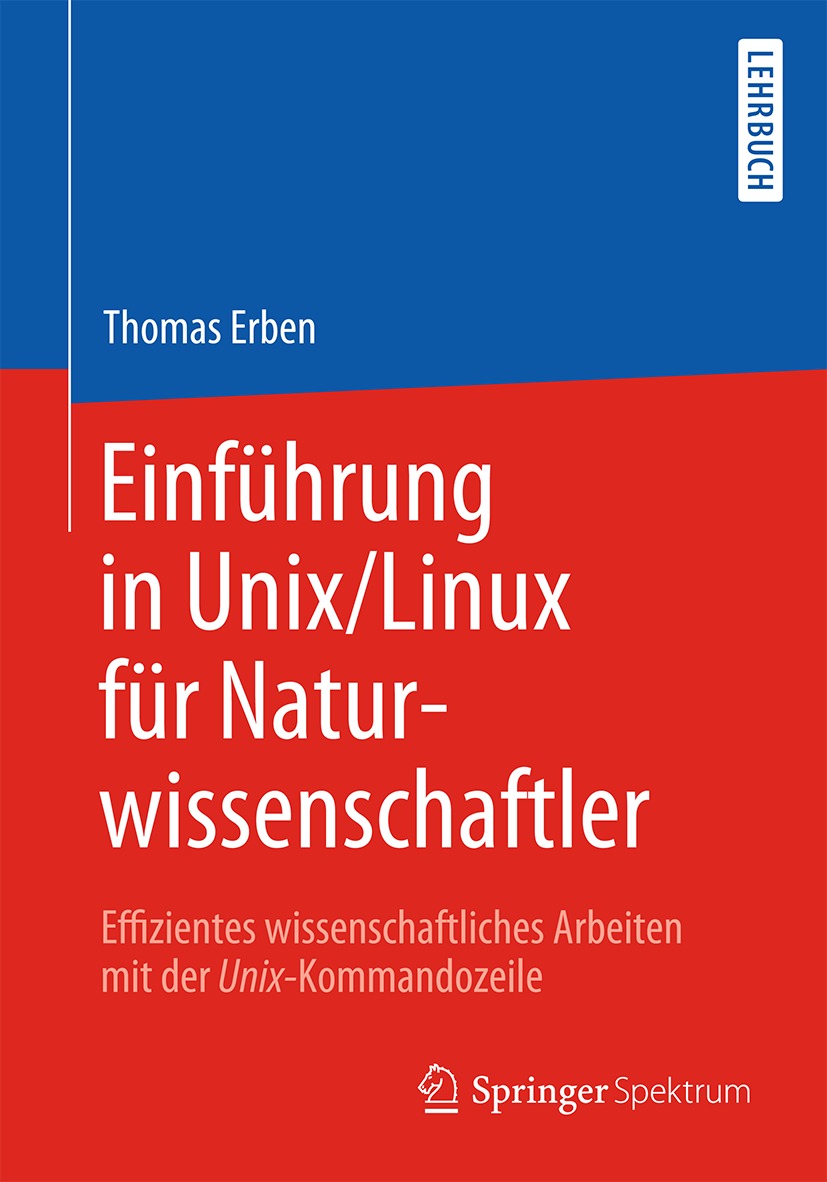 LEHRBUCH
Thomas Erben
Einführung
in Unix/Linux
für Natur-
wissenschaftler
Effizientes wissenschaftliches Arbeiten
mit der Unix-Kommandozeile
Springer Spektrum